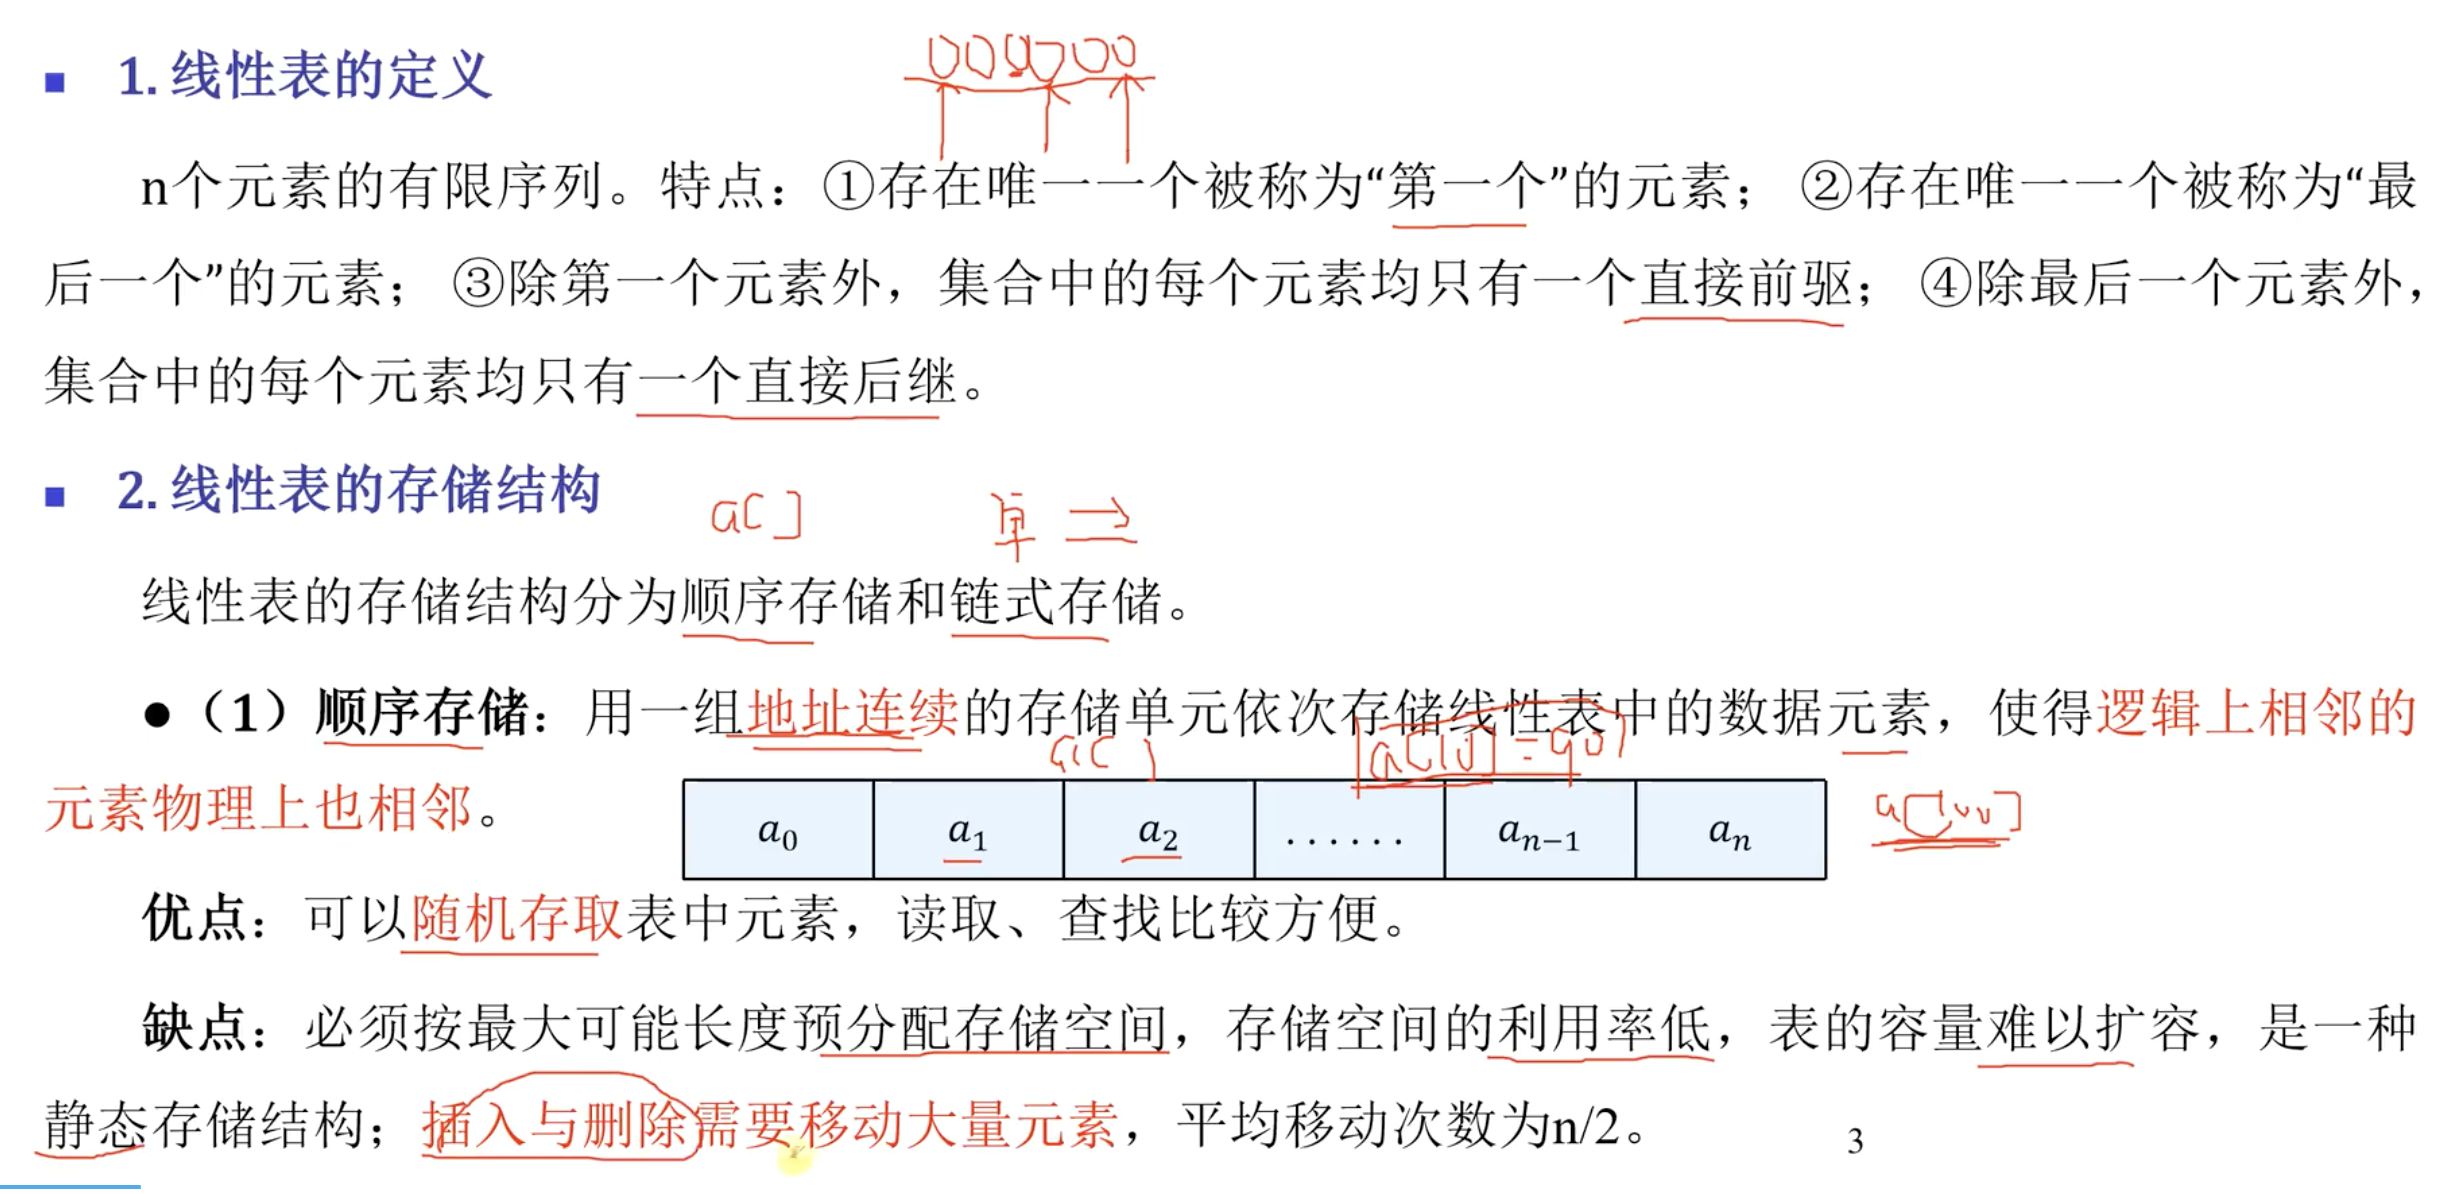 1. 线性表的定义
n个元素的有限序列。特点：①存在唯一一个被称为“第一个”的元素； ②存在唯一一个被称为“最
后一个”的元素； ③除第一个元素外，集合中的每个元素均只有一个直接前驱； ④除最后一个元素外，
集合中的每个元素均只有一个直接后继。
2. 线性表的存储结构
a[ ] 单
线性表的存储结构分为顺序存储和链式存储。
●（1）顺序存储：用一组地址连续的存储单元依次存储线性表中的数据元素，使得逻辑上相邻的
元素物理上也相邻。
a₀ a₁ a₂ ...... aₙ₋₁ aₙ
优点：可以随机存取表中元素，读取、查找比较方便。
缺点：必须按最大可能长度预分配存储空间，存储空间的利用率低，表的容量难以扩容，是一种
静态存储结构；插入与删除需要移动大量元素，平均移动次数为n/2。
3